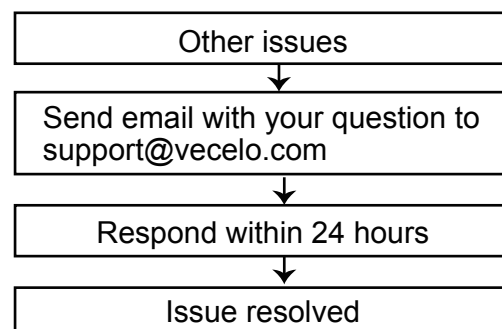 Other issues
Send email with your question to
support@vecelo.com
Respond within 24 hours
Issue resolved